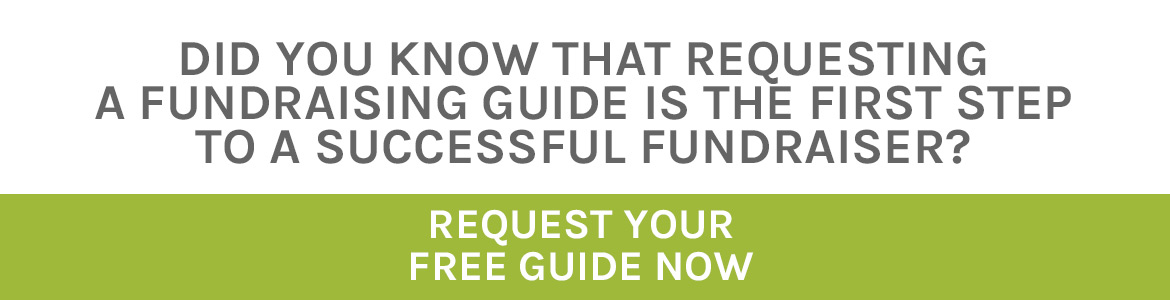 DID YOU KNOW THAT REQUESTING
A FUNDRAISING GUIDE IS THE FIRST STEP
TO A SUCCESSFUL FUNDRAISER?
REQUEST YOUR
FREE GUIDE NOW